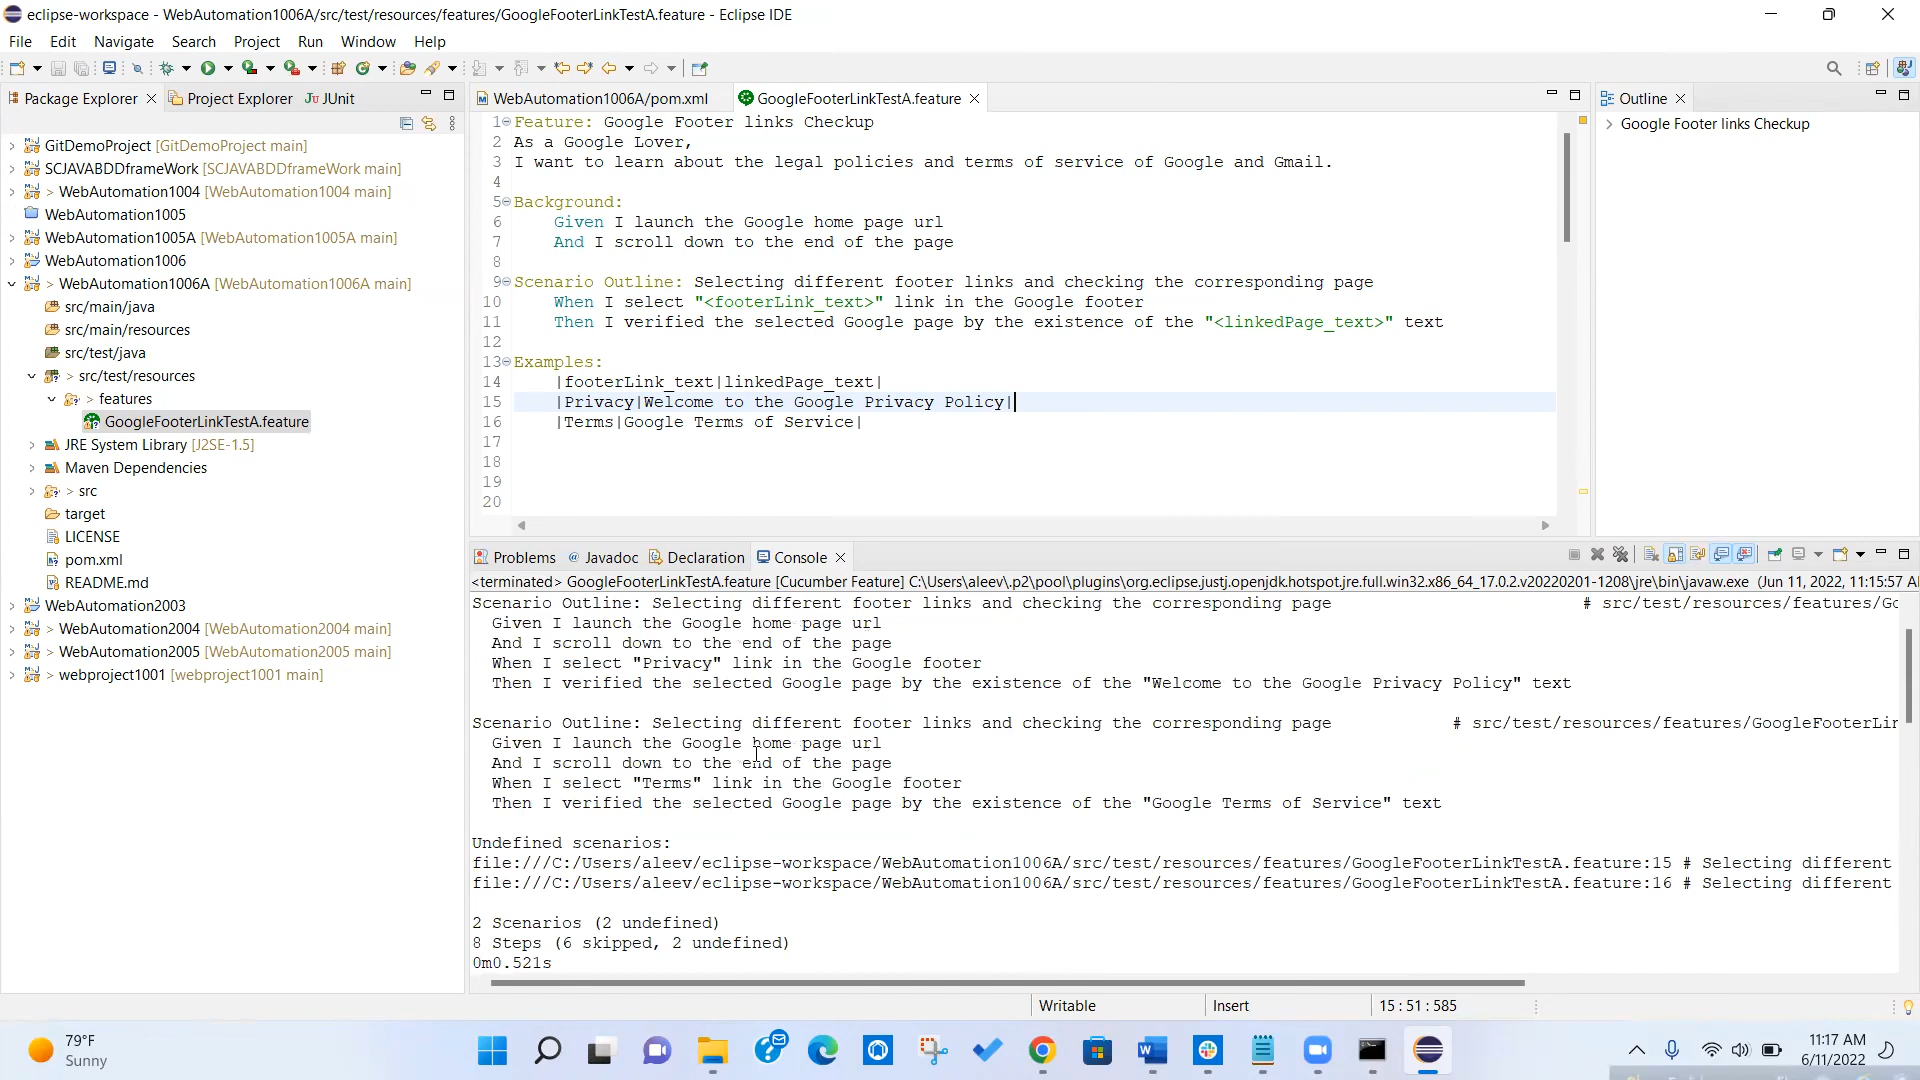 eclipse-workspace - WebAutomation1006A/src/test/resources/features/GoogleFooterLinkTestA.feature - Eclipse IDE
File Edit Navigate Search Project Run Window Help
Package Explorer
Project Explorer
JUnit
GitDemoProject [GitDemoProject main]
SCJAVABDDframeWork [SCJAVABDDframeWork main]
> WebAutomation1004 [WebAutomation1004 main]
WebAutomation1005
WebAutomation1005A [WebAutomation1005A main]
WebAutomation1006
> WebAutomation1006A [WebAutomation1006A main]
src/main/java
src/main/resources
src/test/java
> src/test/resources
> features
GoogleFooterLinkTestA.feature
JRE System Library [J2SE-1.5]
Maven Dependencies
> src
target
LICENSE
pom.xml
README.md
WebAutomation2003
> WebAutomation2004 [WebAutomation2004 main]
> WebAutomation2005 [WebAutomation2005 main]
> webproject1001 [webproject1001 main]
WebAutomation1006A/pom.xml
GoogleFooterLinkTestA.feature
1 Feature: Google Footer links Checkup
2 As a Google Lover,
3 I want to learn about the legal policies and terms of service of Google and Gmail.
4
5 Background:
6 Given I launch the Google home page url
7 And I scroll down to the end of the page
8
9 Scenario Outline: Selecting different footer links and checking the corresponding page
10 When I select "<footerLink_text>" link in the Google footer
11 Then I verified the selected Google page by the existence of the "<linkedPage_text>" text
12
13 Examples:
14 |footerLink_text|linkedPage_text|
15 |Privacy|Welcome to the Google Privacy Policy|
16 |Terms|Google Terms of Service|
17
18
19
20
Outline
Google Footer links Checkup
Problems
@ Javadoc
Declaration
Console
<terminated> GoogleFooterLinkTestA.feature [Cucumber Feature] C:\Users\aleev\.p2\pool\plugins\org.eclipse.justj.openjdk.hotspot.jre.full.win32.x86_64_17.0.2.v20220201-1208\jre\bin\javaw.exe (Jun 11, 2022, 11:15:57 A
Scenario Outline: Selecting different footer links and checking the corresponding page # src/test/resources/features/Go
Given I launch the Google home page url
And I scroll down to the end of the page
When I select "Privacy" link in the Google footer
Then I verified the selected Google page by the existence of the "Welcome to the Google Privacy Policy" text
Scenario Outline: Selecting different footer links and checking the corresponding page # src/test/resources/features/GoogleFooterLin
Given I launch the Google home page url
And I scroll down to the end of the page
When I select "Terms" link in the Google footer
Then I verified the selected Google page by the existence of the "Google Terms of Service" text
Undefined scenarios:
file:///C:/Users/aleev/eclipse-workspace/WebAutomation1006A/src/test/resources/features/GoogleFooterLinkTestA.feature:15 # Selecting different
file:///C:/Users/aleev/eclipse-workspace/WebAutomation1006A/src/test/resources/features/GoogleFooterLinkTestA.feature:16 # Selecting different
2 Scenarios (2 undefined)
8 Steps (6 skipped, 2 undefined)
0m0.521s
Writable
Insert
15 : 51 : 585
79°F
Sunny
11:17 AM
6/11/2022